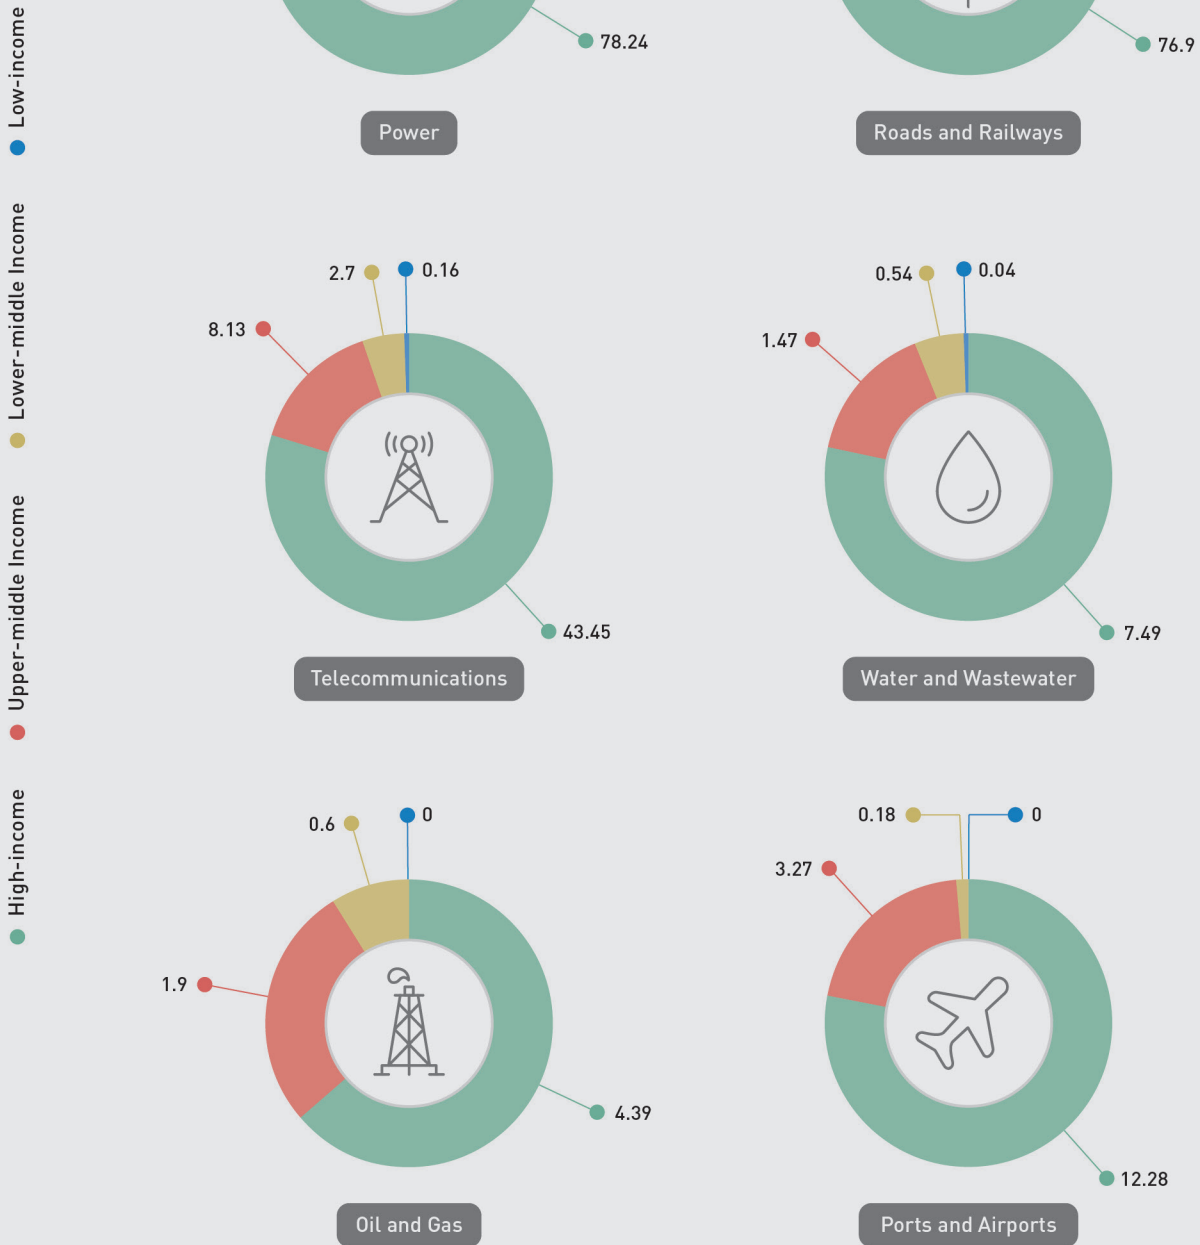 Low-income
Lower-middle Income
Upper-middle Income
High-income
78.24
Power
76.9
Roads and Railways
8.13
2.7
0.16
43.45
Telecommunications
1.47
0.54
0.04
7.49
Water and Wastewater
1.9
0.6
0
4.39
Oil and Gas
3.27
0.18
0
12.28
Ports and Airports